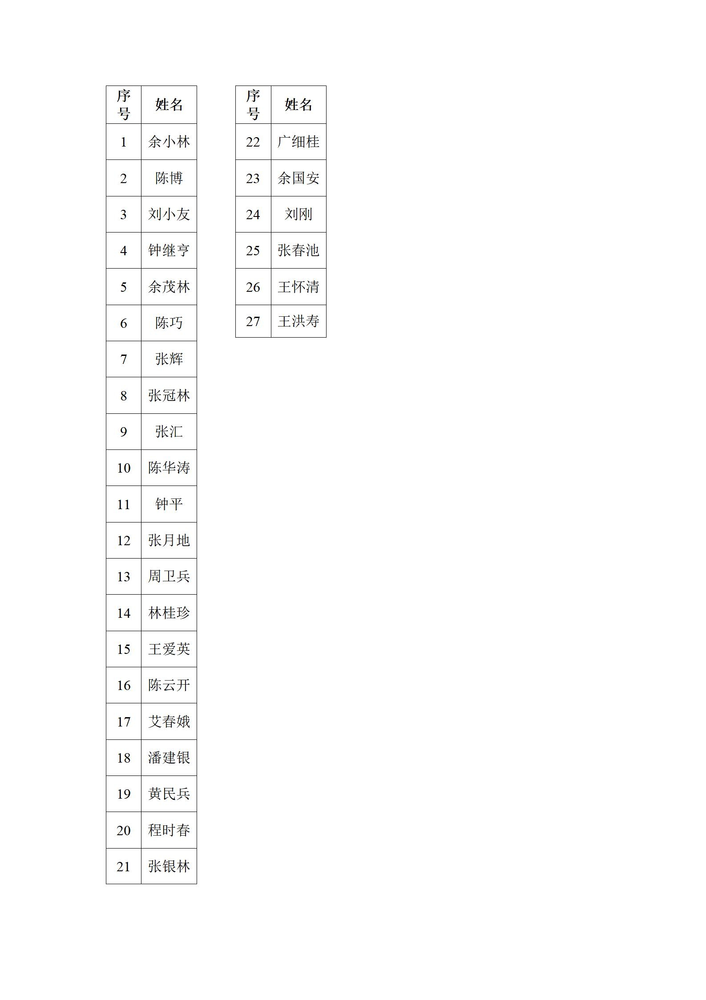 序号 姓名
1 余小林
2 陈博
3 刘小友
4 钟继亨
5 余茂林
6 陈巧
7 张辉
8 张冠林
9 张汇
10 陈华涛
11 钟平
12 张月地
13 周卫兵
14 林桂珍
15 王爱英
16 陈云开
17 艾春娥
18 潘建银
19 黄民兵
20 程时春
21 张银林
序号 姓名
22 广细桂
23 余国安
24 刘刚
25 张春池
26 王怀清
27 王洪寿